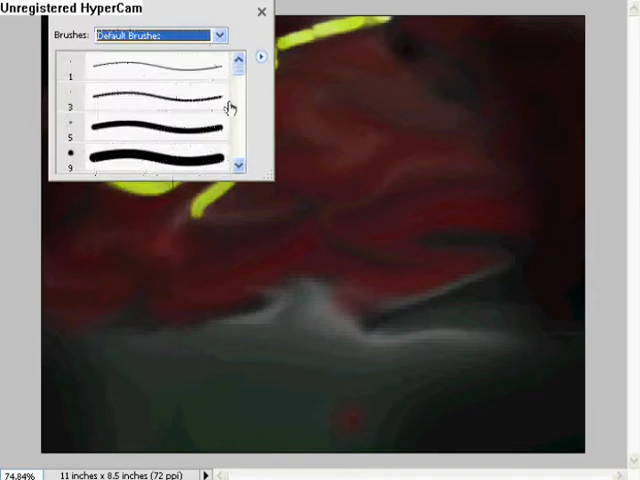 Unregistered HyperCam
Brushes: Default Brushes
1
3
5
9
74.84% 11 inches x 8.5 inches (72 ppi)